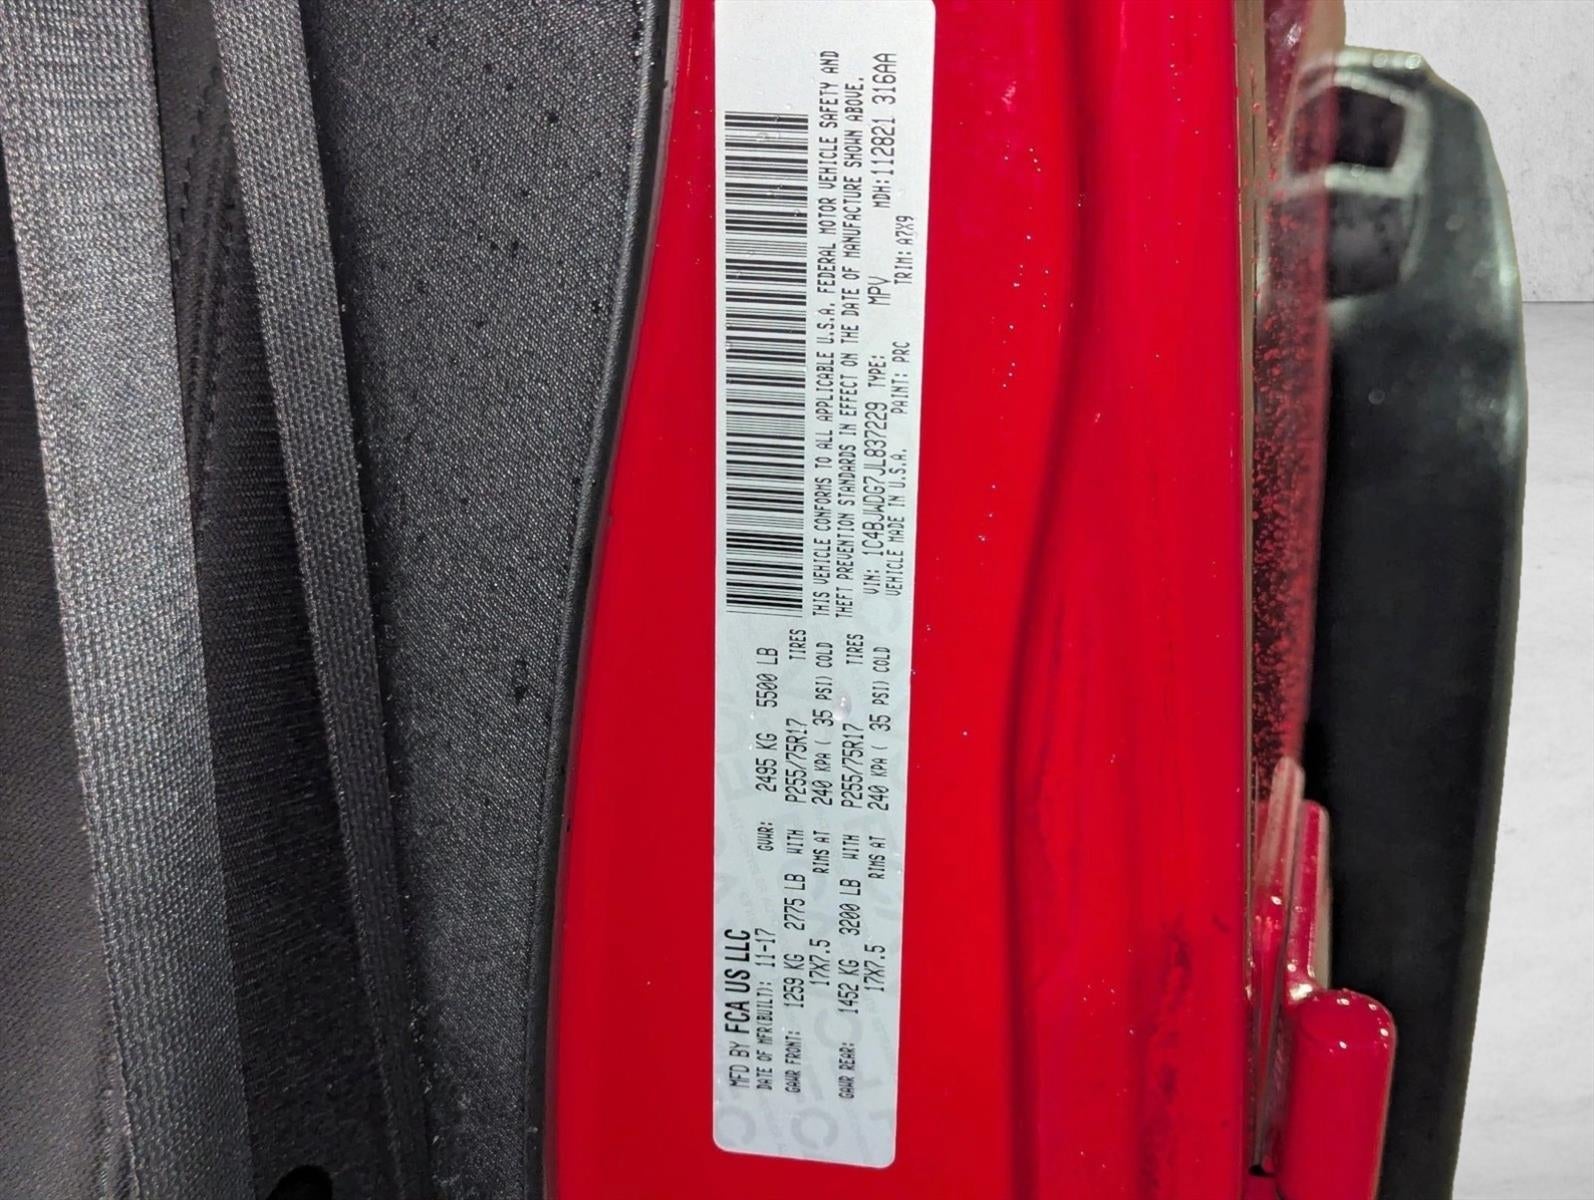 MFD BY FCA US LLC
DATE OF MFR(BUILT): 11-17 GVWR: 2495 KG 5500 LB
GAWR FRONT: 1259 KG 2775 LB WITH P255/75R17 TIRES
17X7.5 RIMS AT 240 KPA ( 35 PSI) COLD
GAWR REAR: 1452 KG 3200 LB WITH P255/75R17 TIRES
17X7.5 RIMS AT 240 KPA ( 35 PSI) COLD
THIS VEHICLE CONFORMS TO ALL APPLICABLE U.S.A. FEDERAL MOTOR VEHICLE SAFETY AND
THEFT PREVENTION STANDARDS IN EFFECT ON THE DATE OF MANUFACTURE SHOWN ABOVE.
VIN: 1C4BJWDG7JL837229 TYPE: MPV MDH:112821 316AA
VEHICLE MADE IN U.S.A. PAINT: PRC TRIM: A7X9